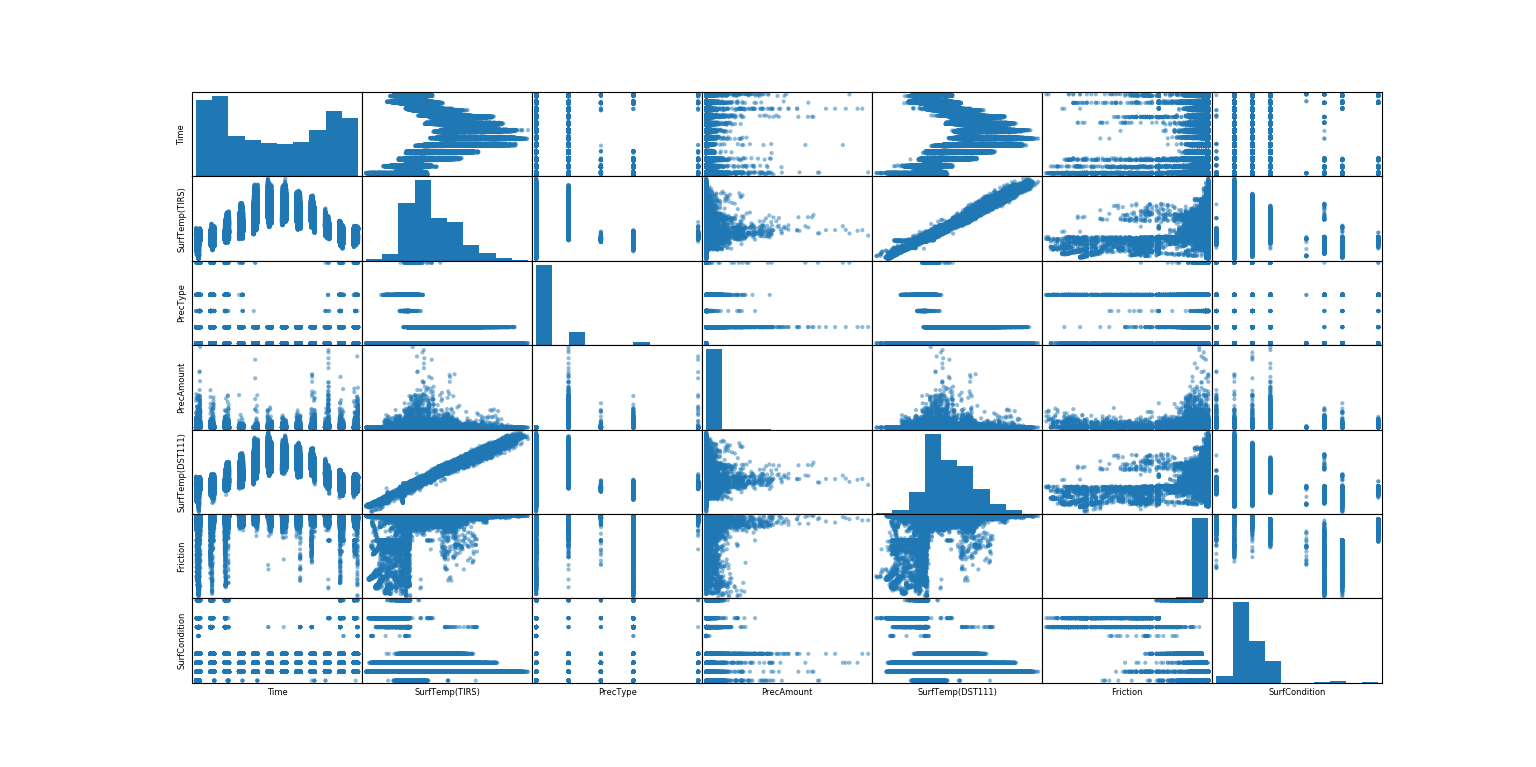 Time
SurfTemp(TIRS)
PrecType
PrecAmount
SurfTemp(DST111)
Friction
SurfCondition
Time
SurfTemp(TIRS)
PrecType
PrecAmount
SurfTemp(DST111)
Friction
SurfCondition